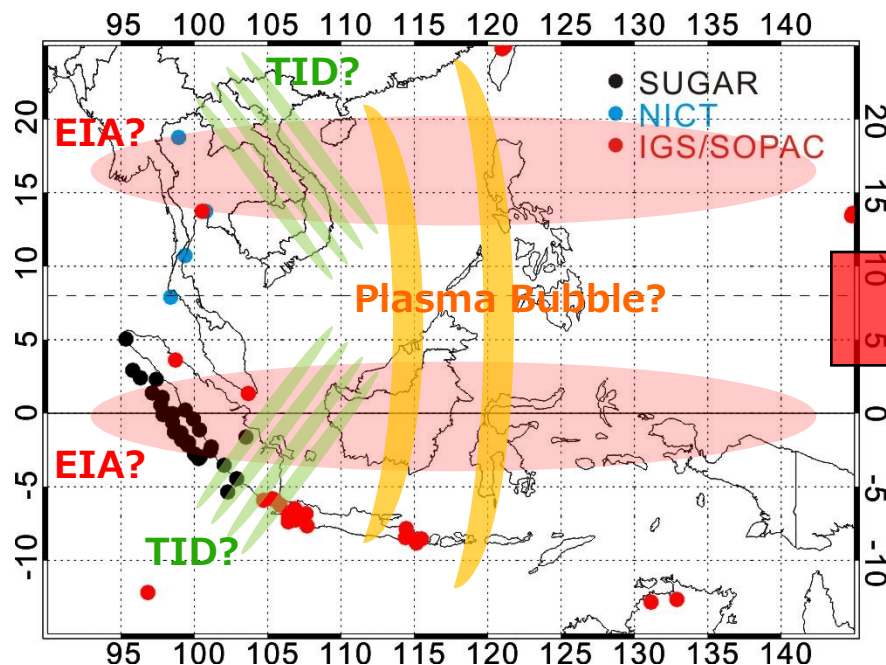 95 100 105 110 115 120 125 130 135 140
TID?
SUGAR
NICT
IGS/SOPAC
EIA?
20 20
15 15
10 10
Plasma Bubble?
5 5
0 0
EIA?
-5 -5
-10 -10
TID?
95 100 105 110 115 120 125 130 135 140